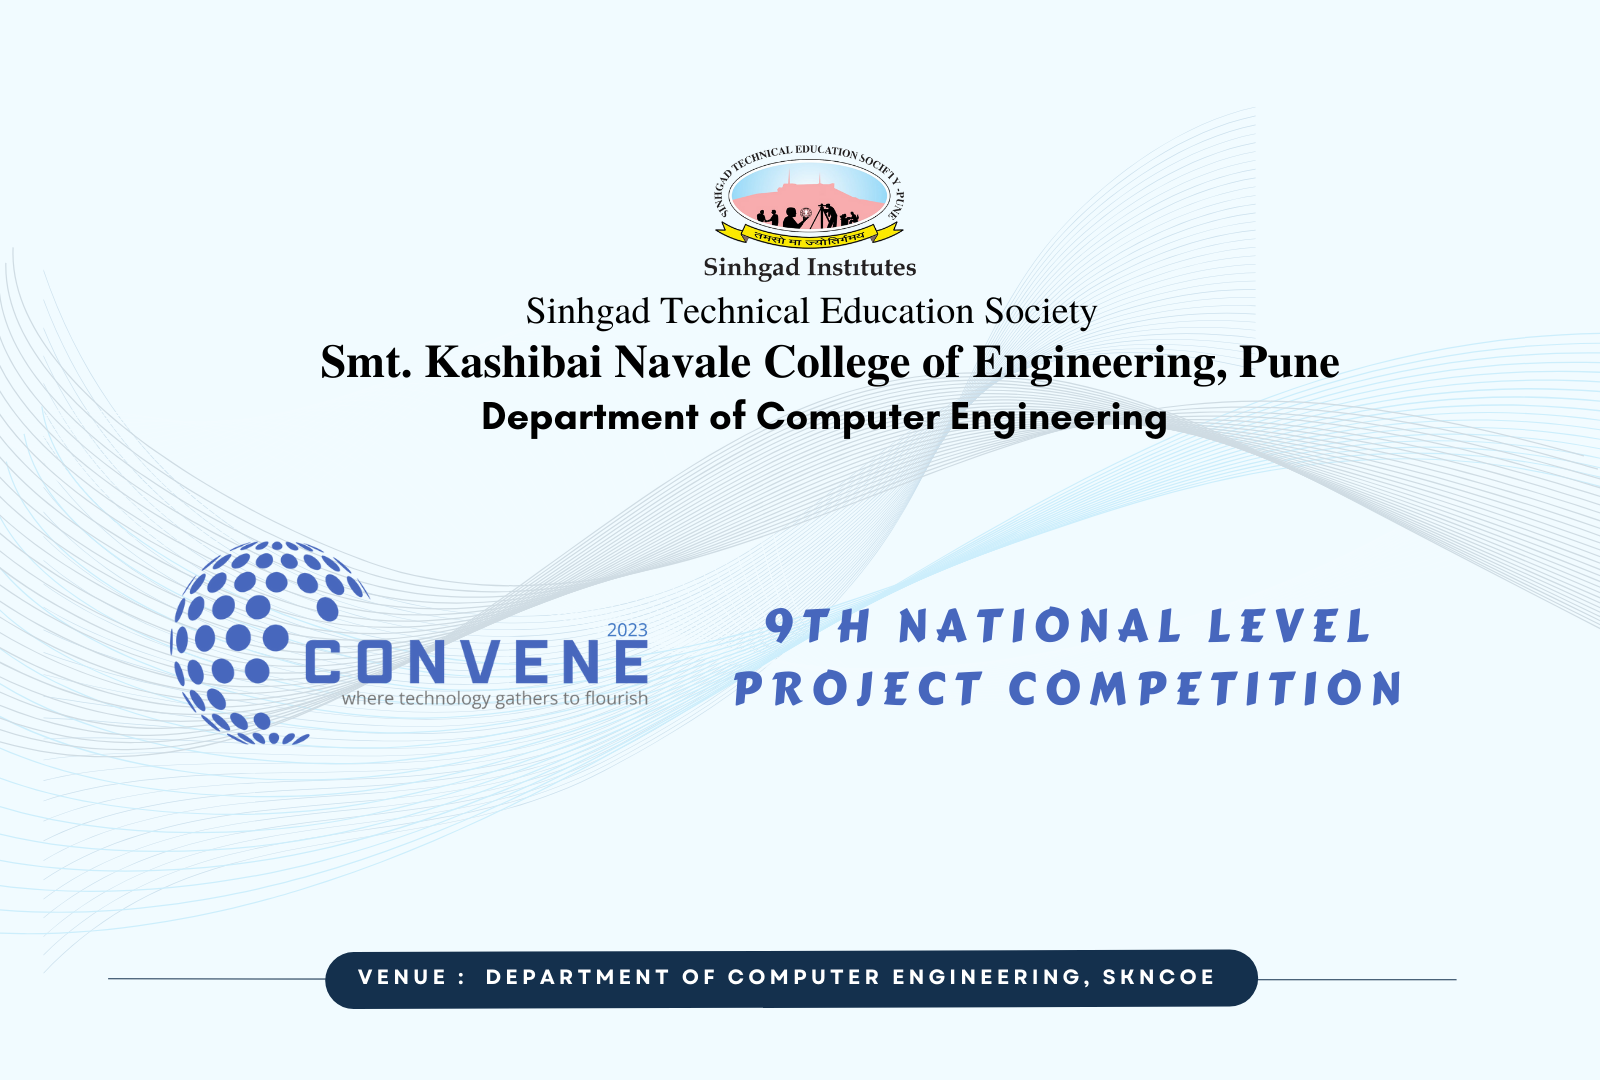 SINHGAD TECHNICAL EDUCATION SOCIETY - PUNE
तमसो मा ज्योतिर्गमय
Sinhgad Institutes
Sinhgad Technical Education Society
Smt. Kashibai Navale College of Engineering, Pune
Department of Computer Engineering
2023
CONVENE
where technology gathers to flourish
9TH NATIONAL LEVEL
PROJECT COMPETITION
VENUE : DEPARTMENT OF COMPUTER ENGINEERING, SKNCOE